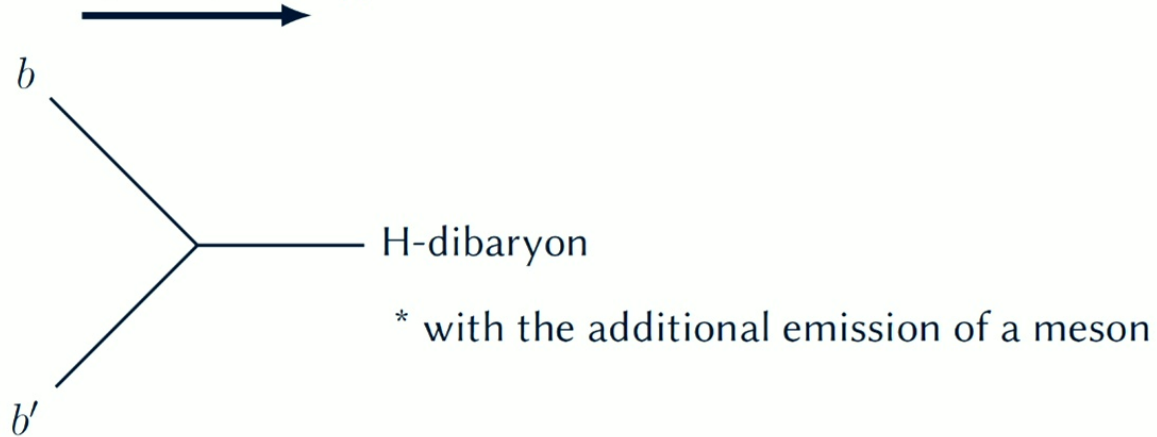 b
H-dibaryon
* with the additional emission of a meson
b′